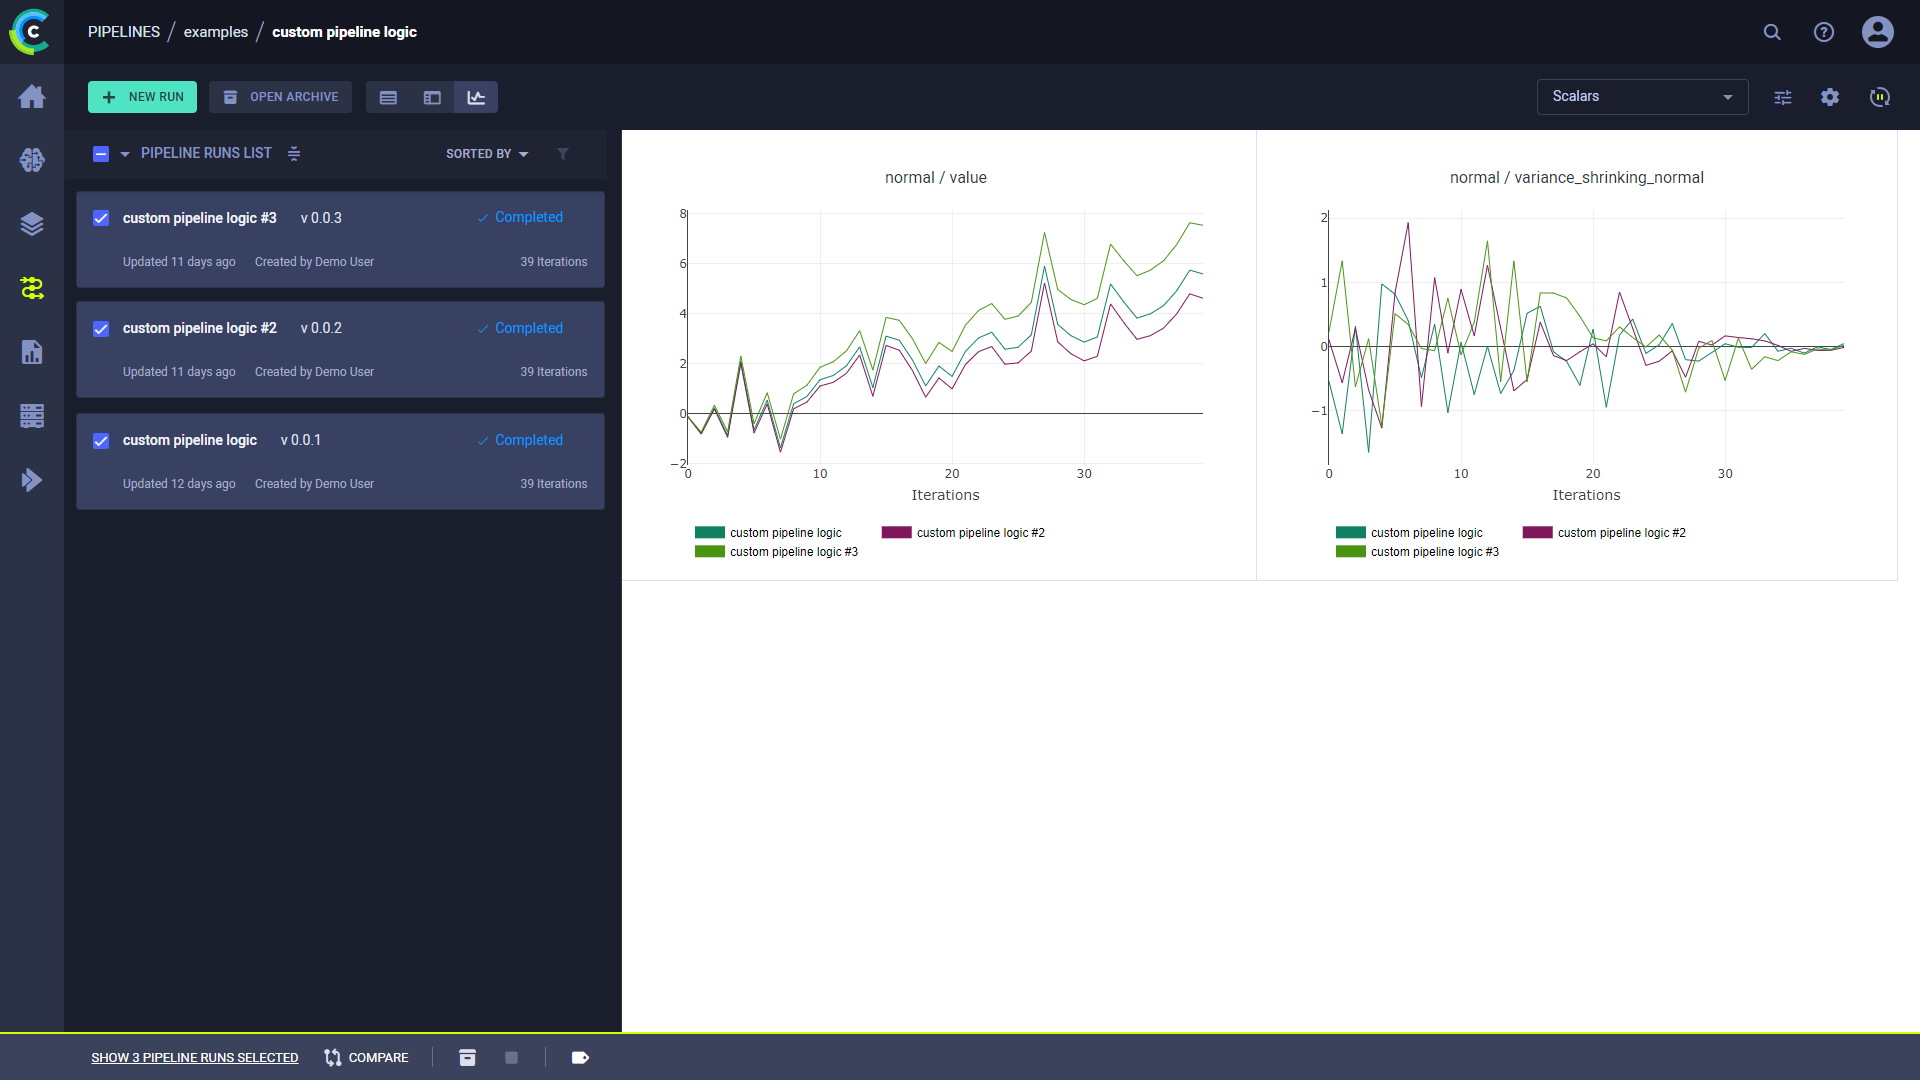 PIPELINES / examples / custom pipeline logic
NEW RUN
OPEN ARCHIVE
Scalars
PIPELINE RUNS LIST
SORTED BY
custom pipeline logic #3 v 0.0.3 Completed
Updated 11 days ago Created by Demo User 39 Iterations
custom pipeline logic #2 v 0.0.2 Completed
Updated 11 days ago Created by Demo User 39 Iterations
custom pipeline logic v 0.0.1 Completed
Updated 12 days ago Created by Demo User 39 Iterations
normal / value
8
6
4
2
0
−2
0 10 20 30
Iterations
custom pipeline logic custom pipeline logic #2
custom pipeline logic #3
normal / variance_shrinking_normal
2
1
0
−1
0 10 20 30
Iterations
custom pipeline logic custom pipeline logic #2
custom pipeline logic #3
SHOW 3 PIPELINE RUNS SELECTED COMPARE